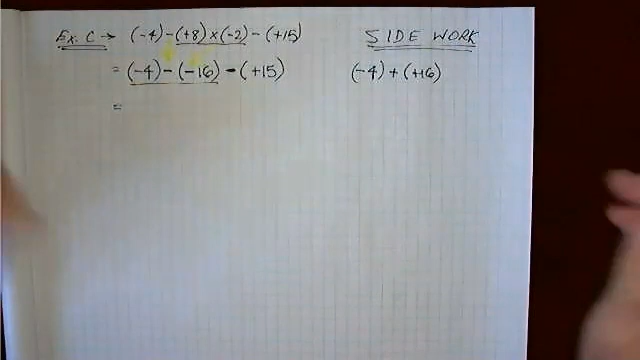 Ex. C → (-4) - (+8) × (-2) - (+15)
= (-4) - (-16) - (+15)
=
SIDE WORK
(-4) + (+16)